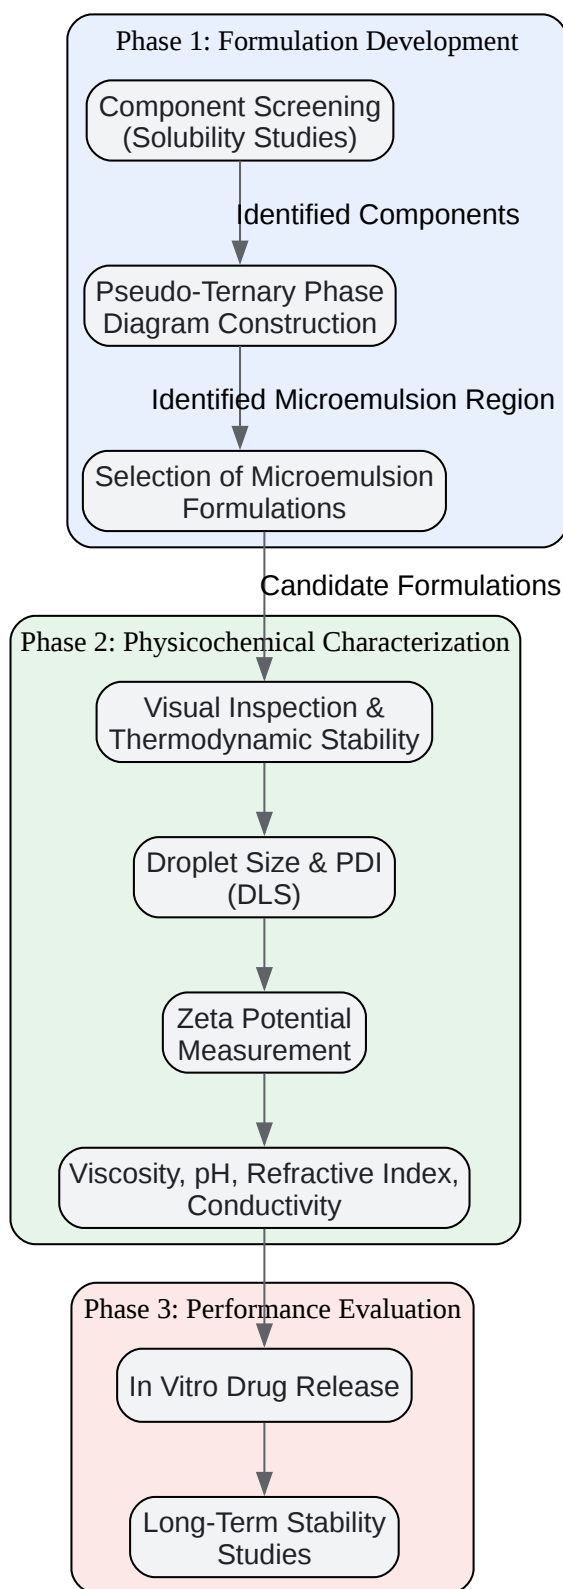 Phase 1: Formulation Development
Component Screening
(Solubility Studies)
Identified Components
Pseudo-Ternary Phase
Diagram Construction
Identified Microemulsion Region
Selection of Microemulsion
Formulations
Candidate Formulations
Phase 2: Physicochemical Characterization
Visual Inspection &
Thermodynamic Stability
Droplet Size & PDI
(DLS)
Zeta Potential
Measurement
Viscosity, pH, Refractive Index,
Conductivity
Phase 3: Performance Evaluation
In Vitro Drug Release
Long-Term Stability
Studies